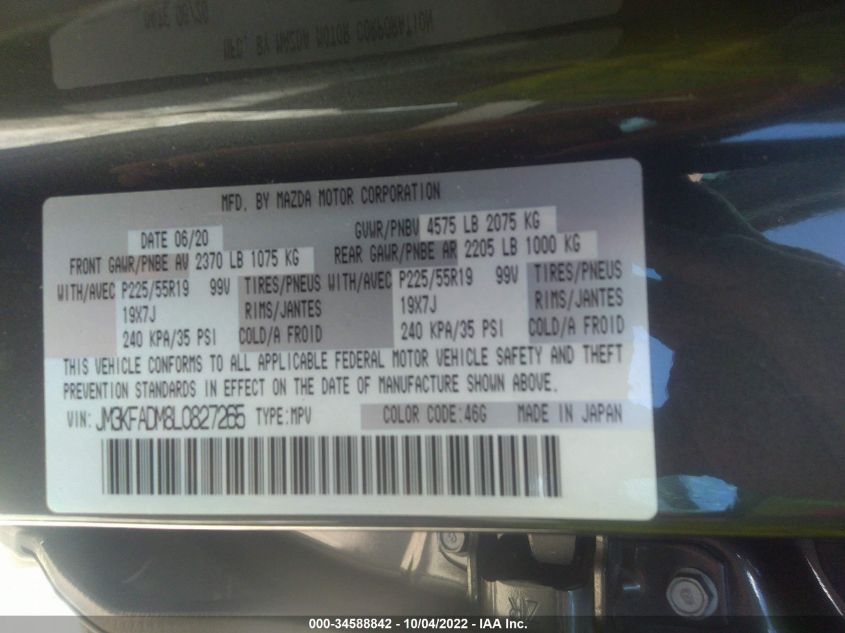 MFD. BY MAZDA MOTOR CORPORATION
DATE 06/20 GVWR/PNBV 4575 LB 2075 KG
FRONT GAWR/PNBE AV 2370 LB 1075 KG REAR GAWR/PNBE AR 2205 LB 1000 KG
WITH/AVEC P225/55R19 99V TIRES/PNEUS WITH/AVEC P225/55R19 99V TIRES/PNEUS
19X7J RIMS/JANTES 19X7J RIMS/JANTES
240 KPA/35 PSI COLD/A FROID 240 KPA/35 PSI COLD/A FROID
THIS VEHICLE CONFORMS TO ALL APPLICABLE FEDERAL MOTOR VEHICLE SAFETY AND THEFT
PREVENTION STANDARDS IN EFFECT ON THE DATE OF MANUFACTURE SHOWN ABOVE.
VIN: JM3KFADM8L0827265 TYPE:MPV COLOR CODE:46G MADE IN JAPAN
000-34588842 - 10/04/2022 - IAA Inc.